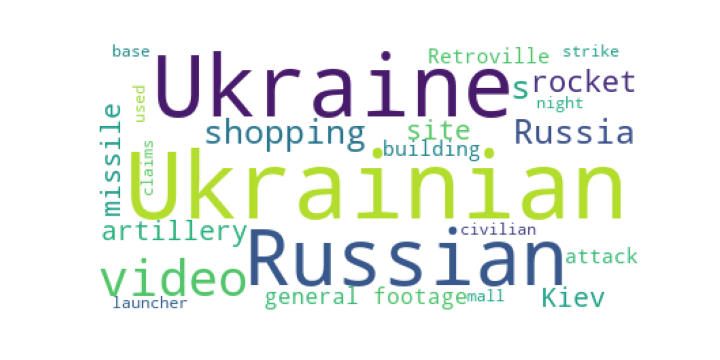 base
Ukraine
Retroville
strike
used
s
rocket
night
missile
shopping
site
Russia
claims
building
Ukrainian
artillery
Russian
civilian
attack
video
launcher
general
footage
mall
Kiev